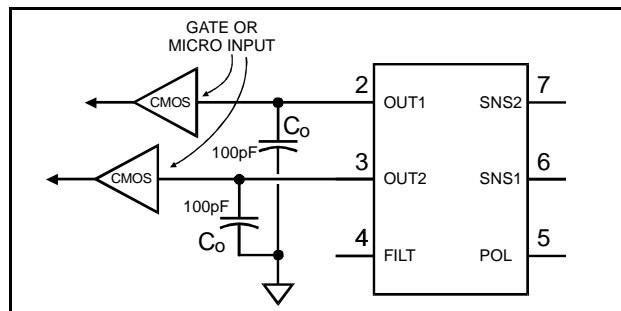 GATE OR
MICRO INPUT
CMOS
2
OUT1
SNS2
7
Co
100pF
CMOS
3
OUT2
SNS1
6
100pF
Co
4
FILT
POL
5